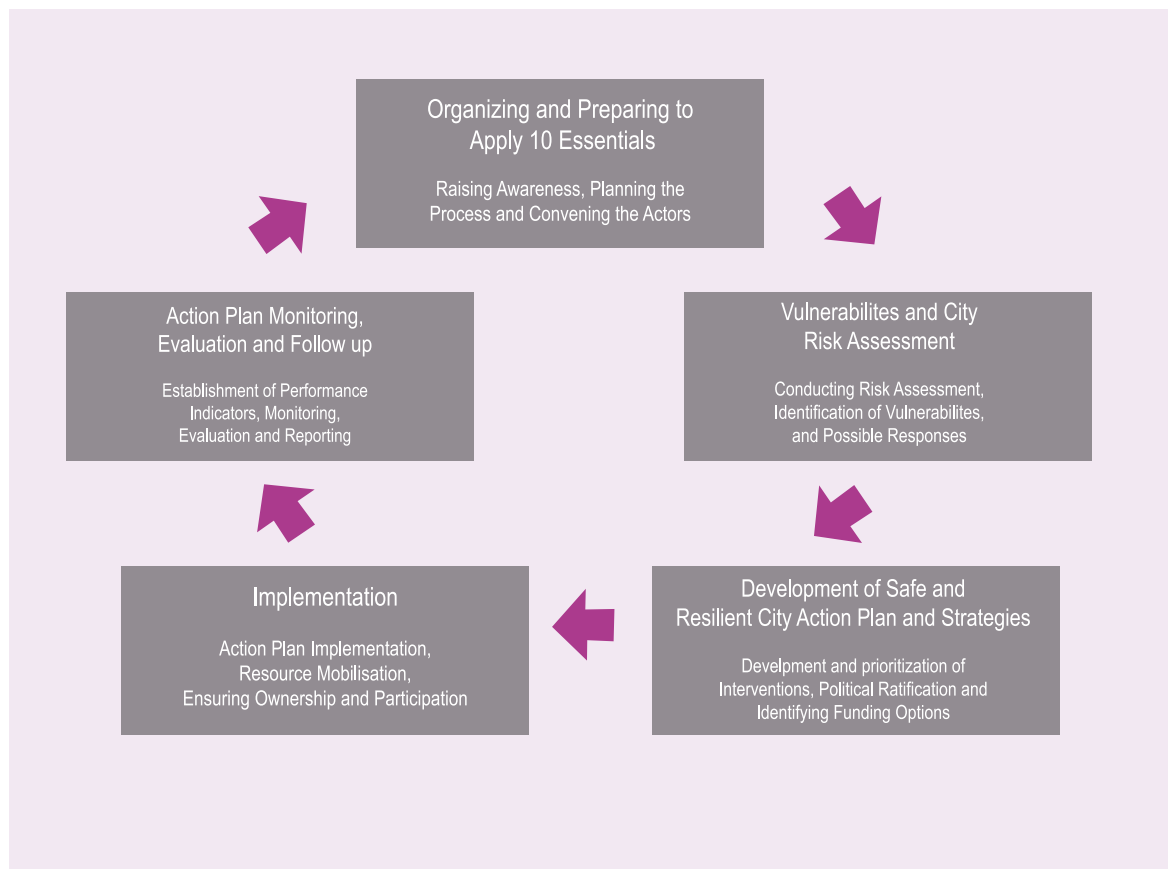 Organizing and Preparing to
Apply 10 Essentials
Raising Awareness, Planning the
Process and Convening the Actors
Vulnerabilites and City
Risk Assessment
Conducting Risk Assessment,
Identification of Vulnerabilites,
and Possible Responses
Development of Safe and
Resilient City Action Plan and Strategies
Develpment and prioritization of
Interventions, Political Ratification and
Identifying Funding Options
Implementation
Action Plan Implementation,
Resource Mobilisation,
Ensuring Ownership and Participation
Action Plan Monitoring,
Evaluation and Follow up
Establishment of Performance
Indicators, Monitoring,
Evaluation and Reporting